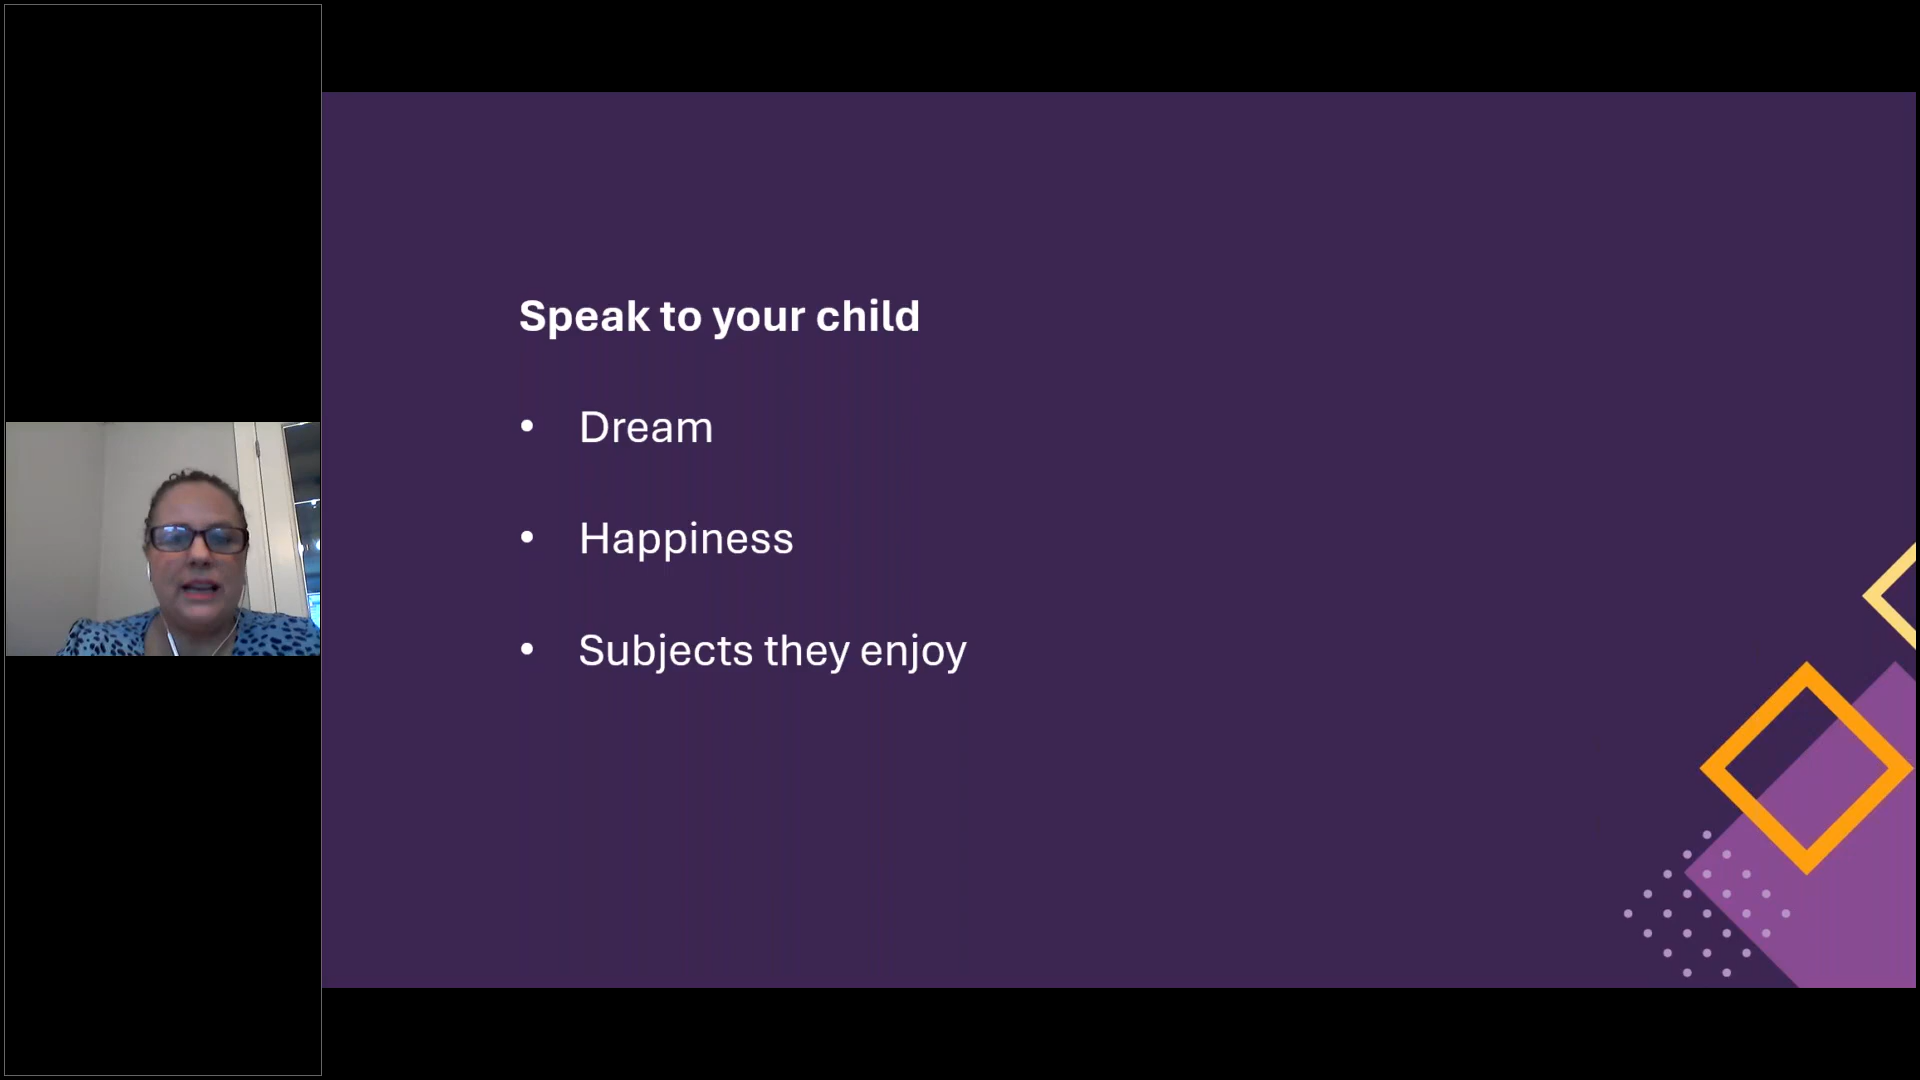 Speak to your child
• Dream
• Happiness
• Subjects they enjoy